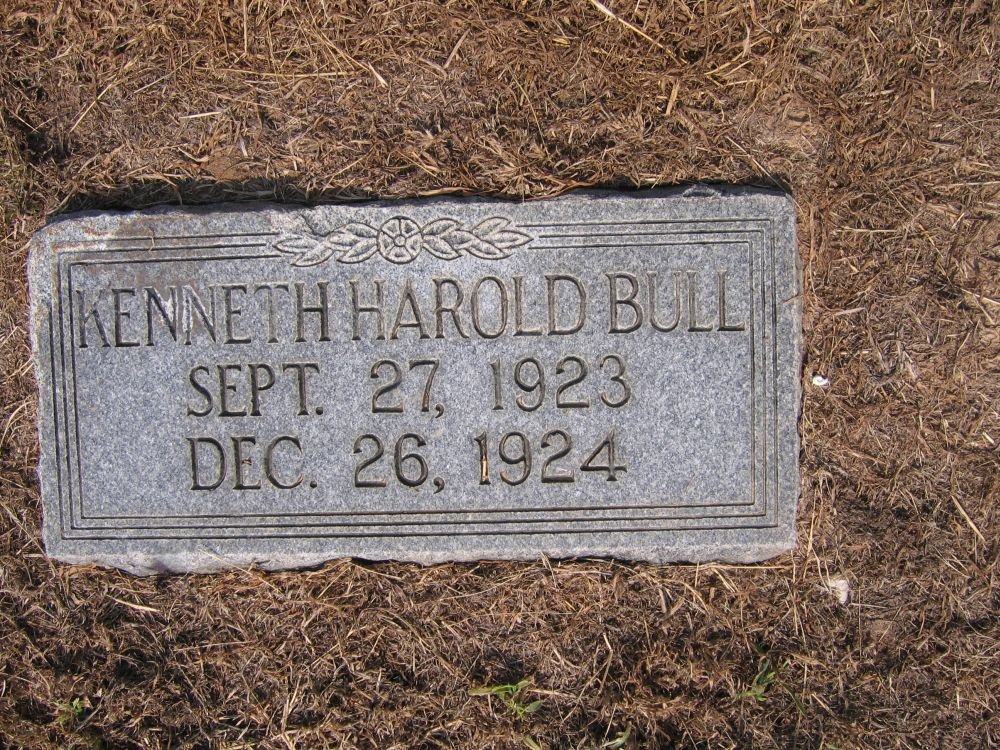 KENNETH HAROLD BULL
SEPT. 27, 1923
DEC. 26, 1924